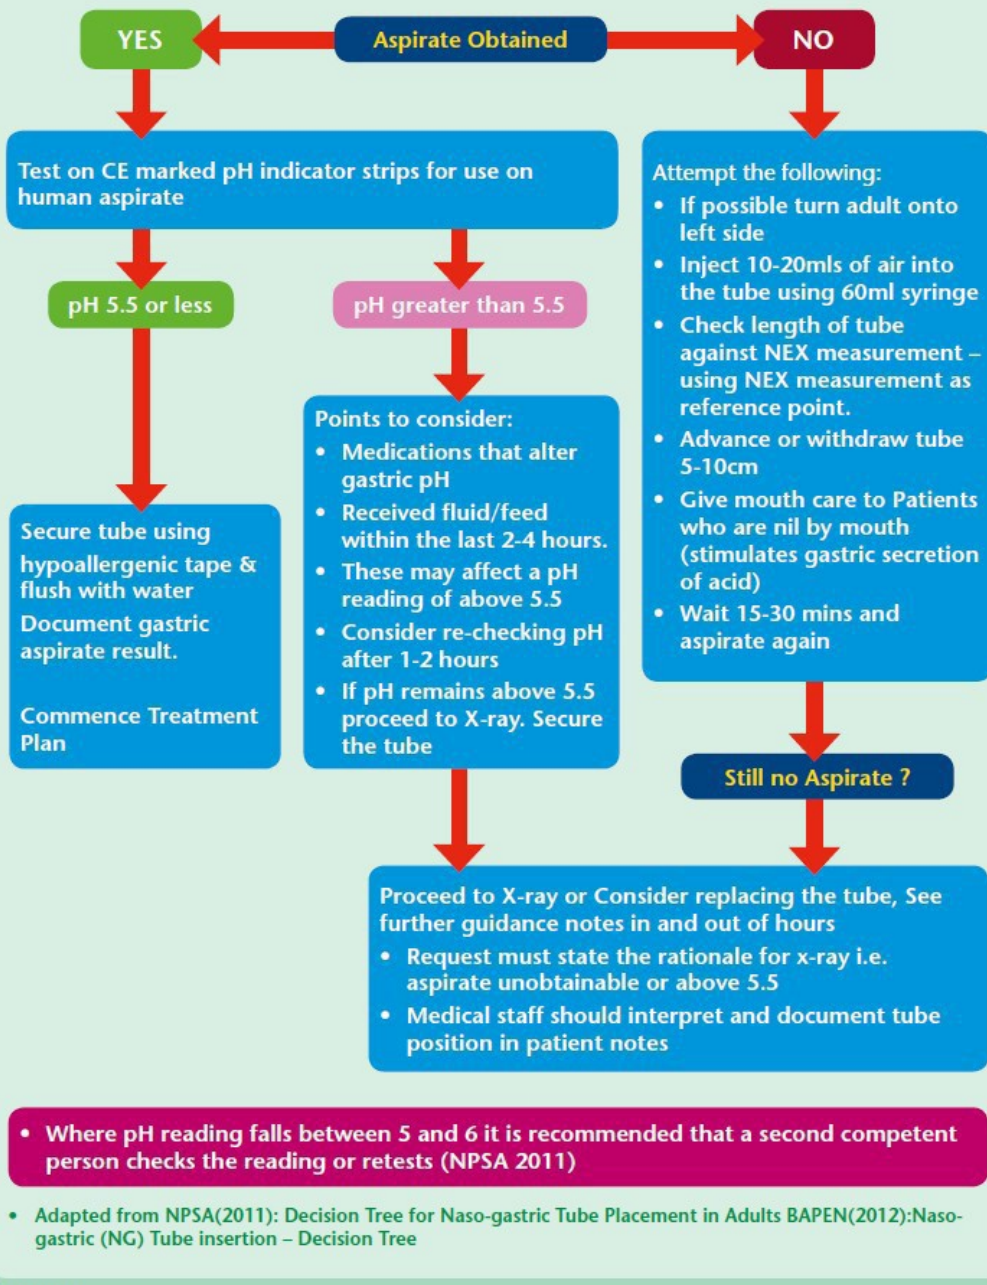 YES
Aspirate Obtained
NO
Test on CE marked pH indicator strips for use on
human aspirate
pH 5.5 or less
pH greater than 5.5
Secure tube using
hypoallergenic tape &
flush with water
Document gastric
aspirate result.
Commence Treatment
Plan
Points to consider:
• Medications that alter
gastric pH
• Received fluid/feed
within the last 2-4 hours.
• These may affect a pH
reading of above 5.5
• Consider re-checking pH
after 1-2 hours
• If pH remains above 5.5
proceed to X-ray. Secure
the tube
Attempt the following:
• If possible turn adult onto
left side
• Inject 10-20mls of air into
the tube using 60ml syringe
• Check length of tube
against NEX measurement –
using NEX measurement as
reference point.
• Advance or withdraw tube
5-10cm
• Give mouth care to Patients
who are nil by mouth
(stimulates gastric secretion
of acid)
• Wait 15-30 mins and
aspirate again
Still no Aspirate ?
Proceed to X-ray or Consider replacing the tube, See
further guidance notes in and out of hours
• Request must state the rationale for x-ray i.e.
aspirate unobtainable or above 5.5
• Medical staff should interpret and document tube
position in patient notes
• Where pH reading falls between 5 and 6 it is recommended that a second competent
person checks the reading or retests (NPSA 2011)
• Adapted from NPSA(2011): Decision Tree for Naso-gastric Tube Placement in Adults BAPEN(2012):Naso-
gastric (NG) Tube insertion – Decision Tree